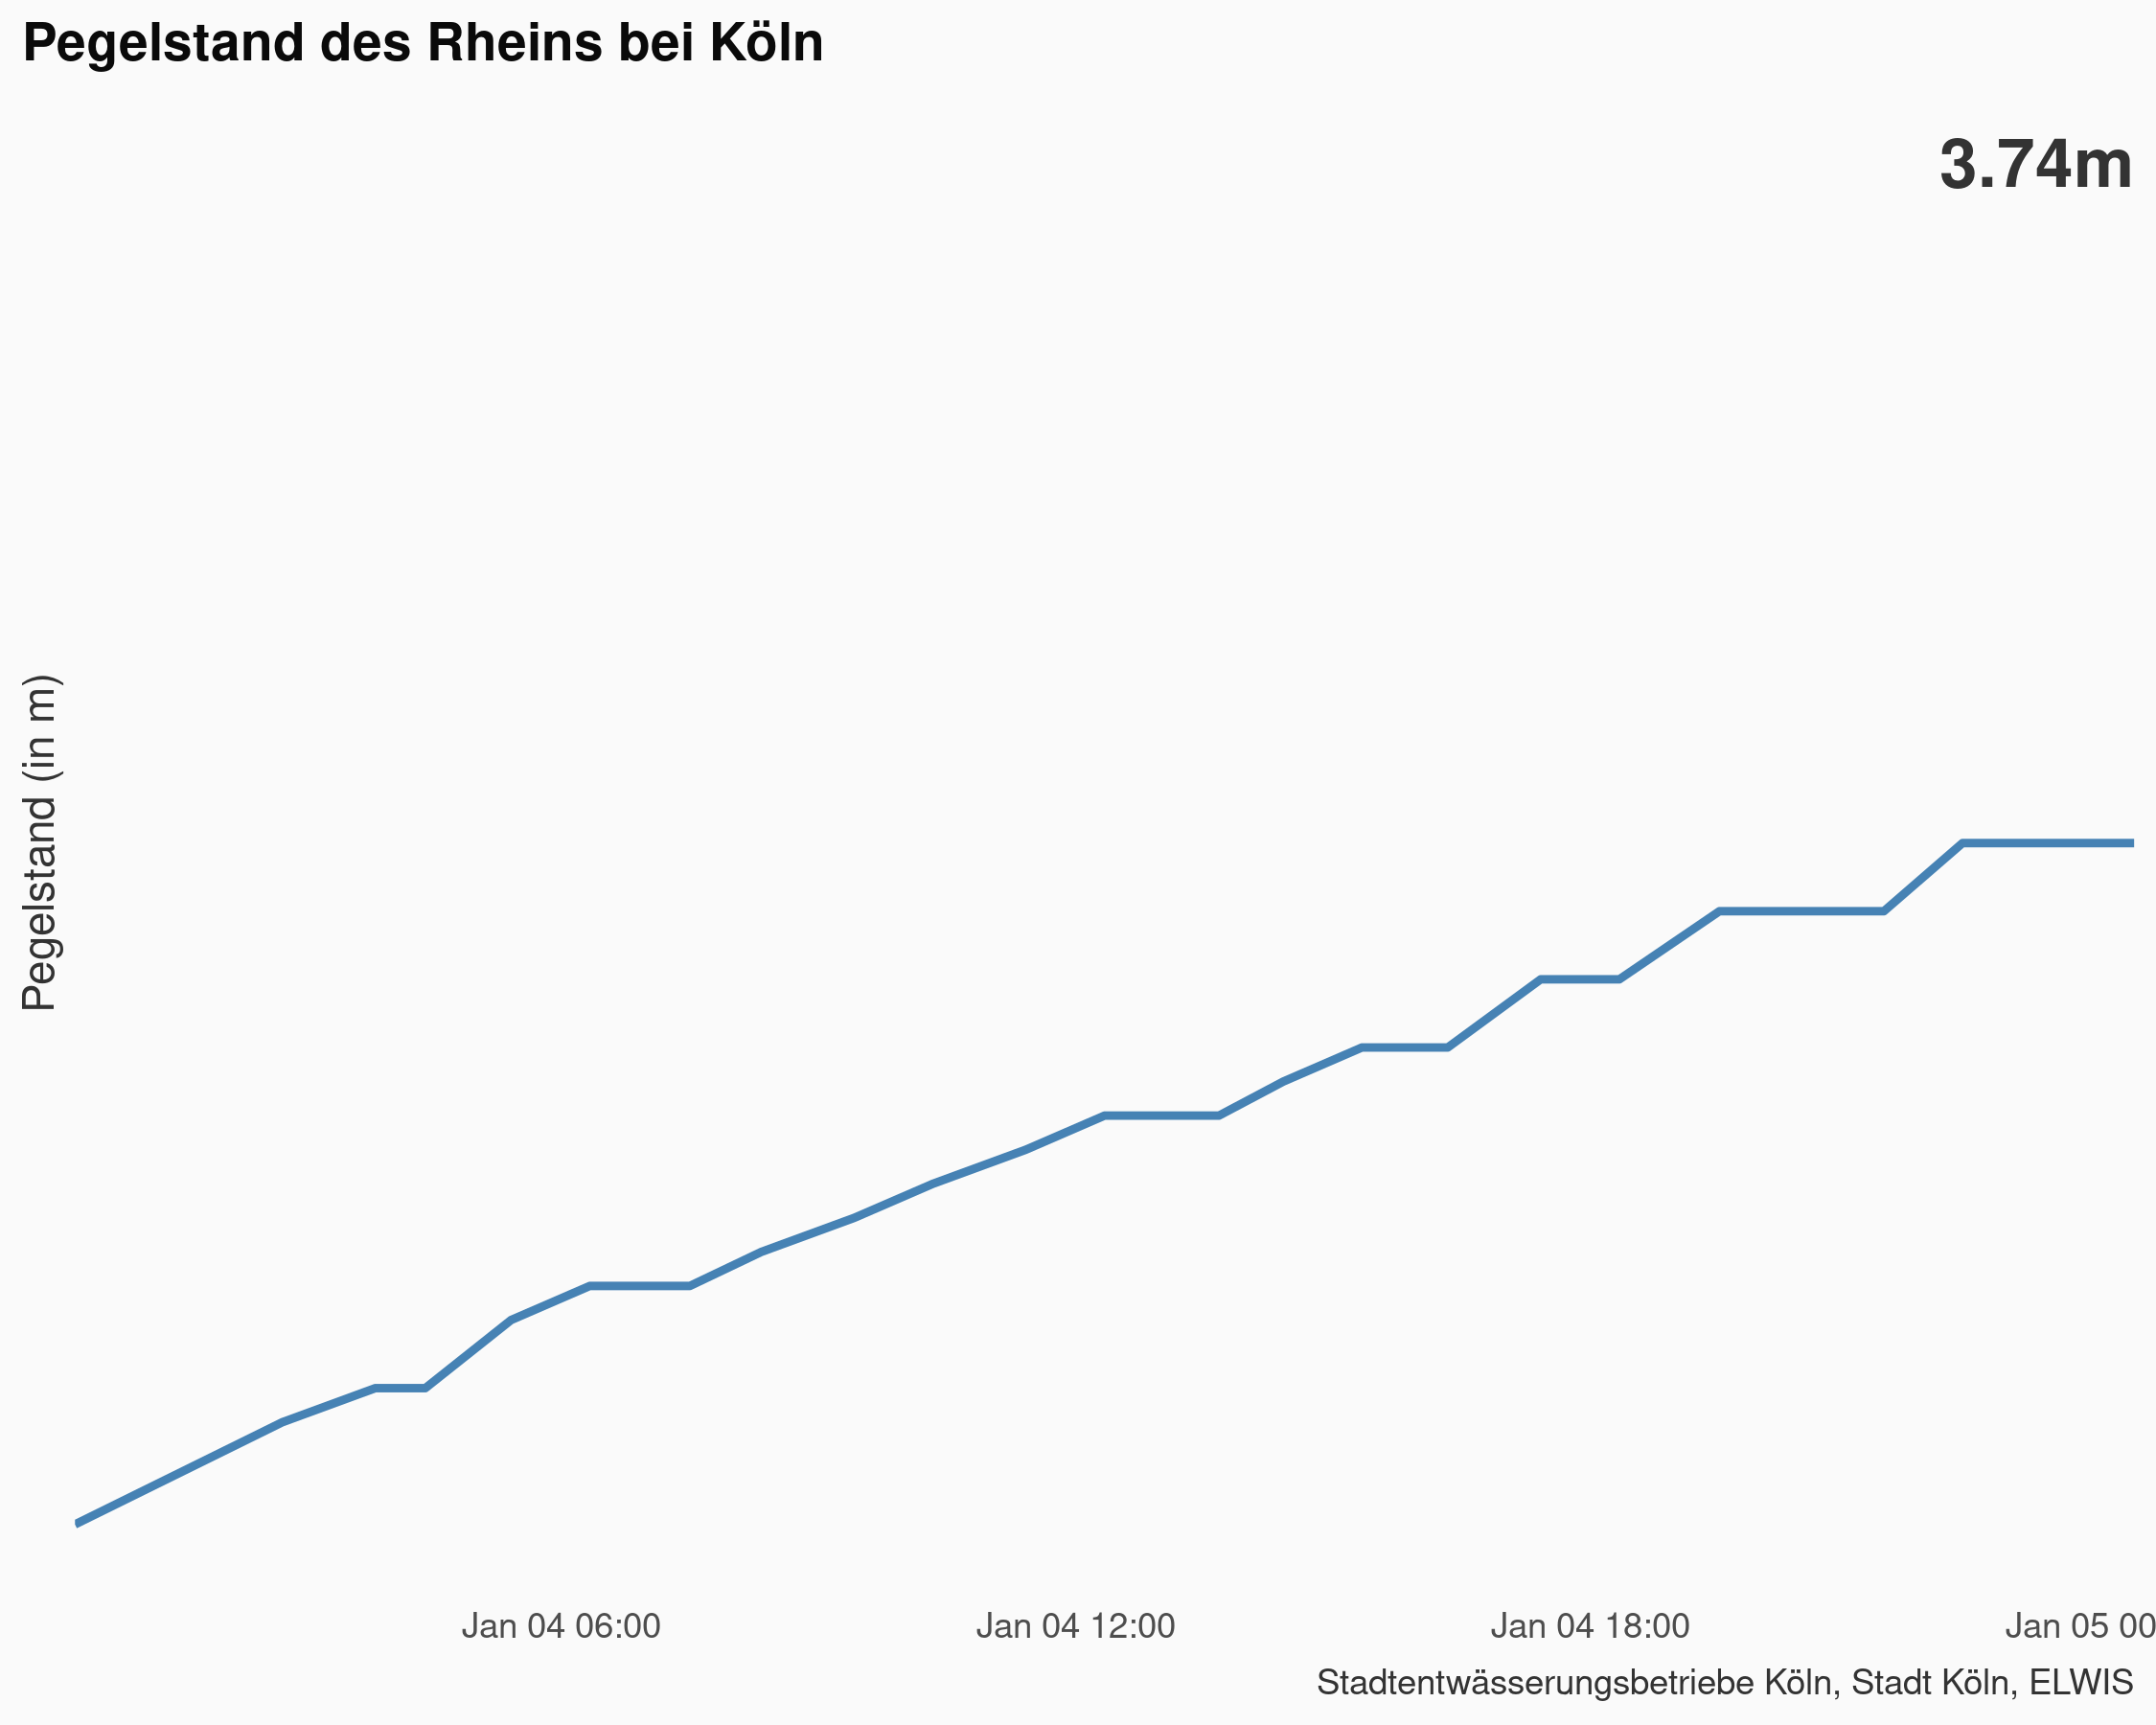 Pegelstand des Rheins bei Köln
3.74m
Pegelstand (in m)
Jan 04 06:00 Jan 04 12:00 Jan 04 18:00 Jan 05 00
Stadtentwässerungsbetriebe Köln, Stadt Köln, ELWIS